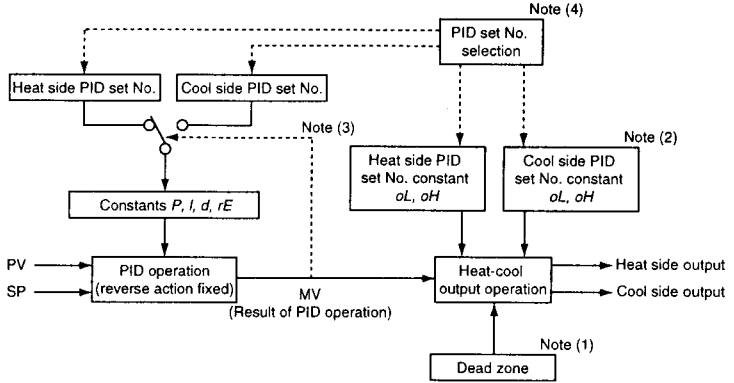 Note (4)
PID set No.
selection
Heat side PID set No.
Cool side PID set No.
Note (3)
Note (2)
Heat side PID
set No. constant
oL, oH
Cool side PID
set No. constant
oL, oH
Constants P, I, d, rE
PV
SP
PID operation
(reverse action fixed)
MV
(Result of PID operation)
Heat-cool
output operation
Heat side output
Cool side output
Note (1)
Dead zone